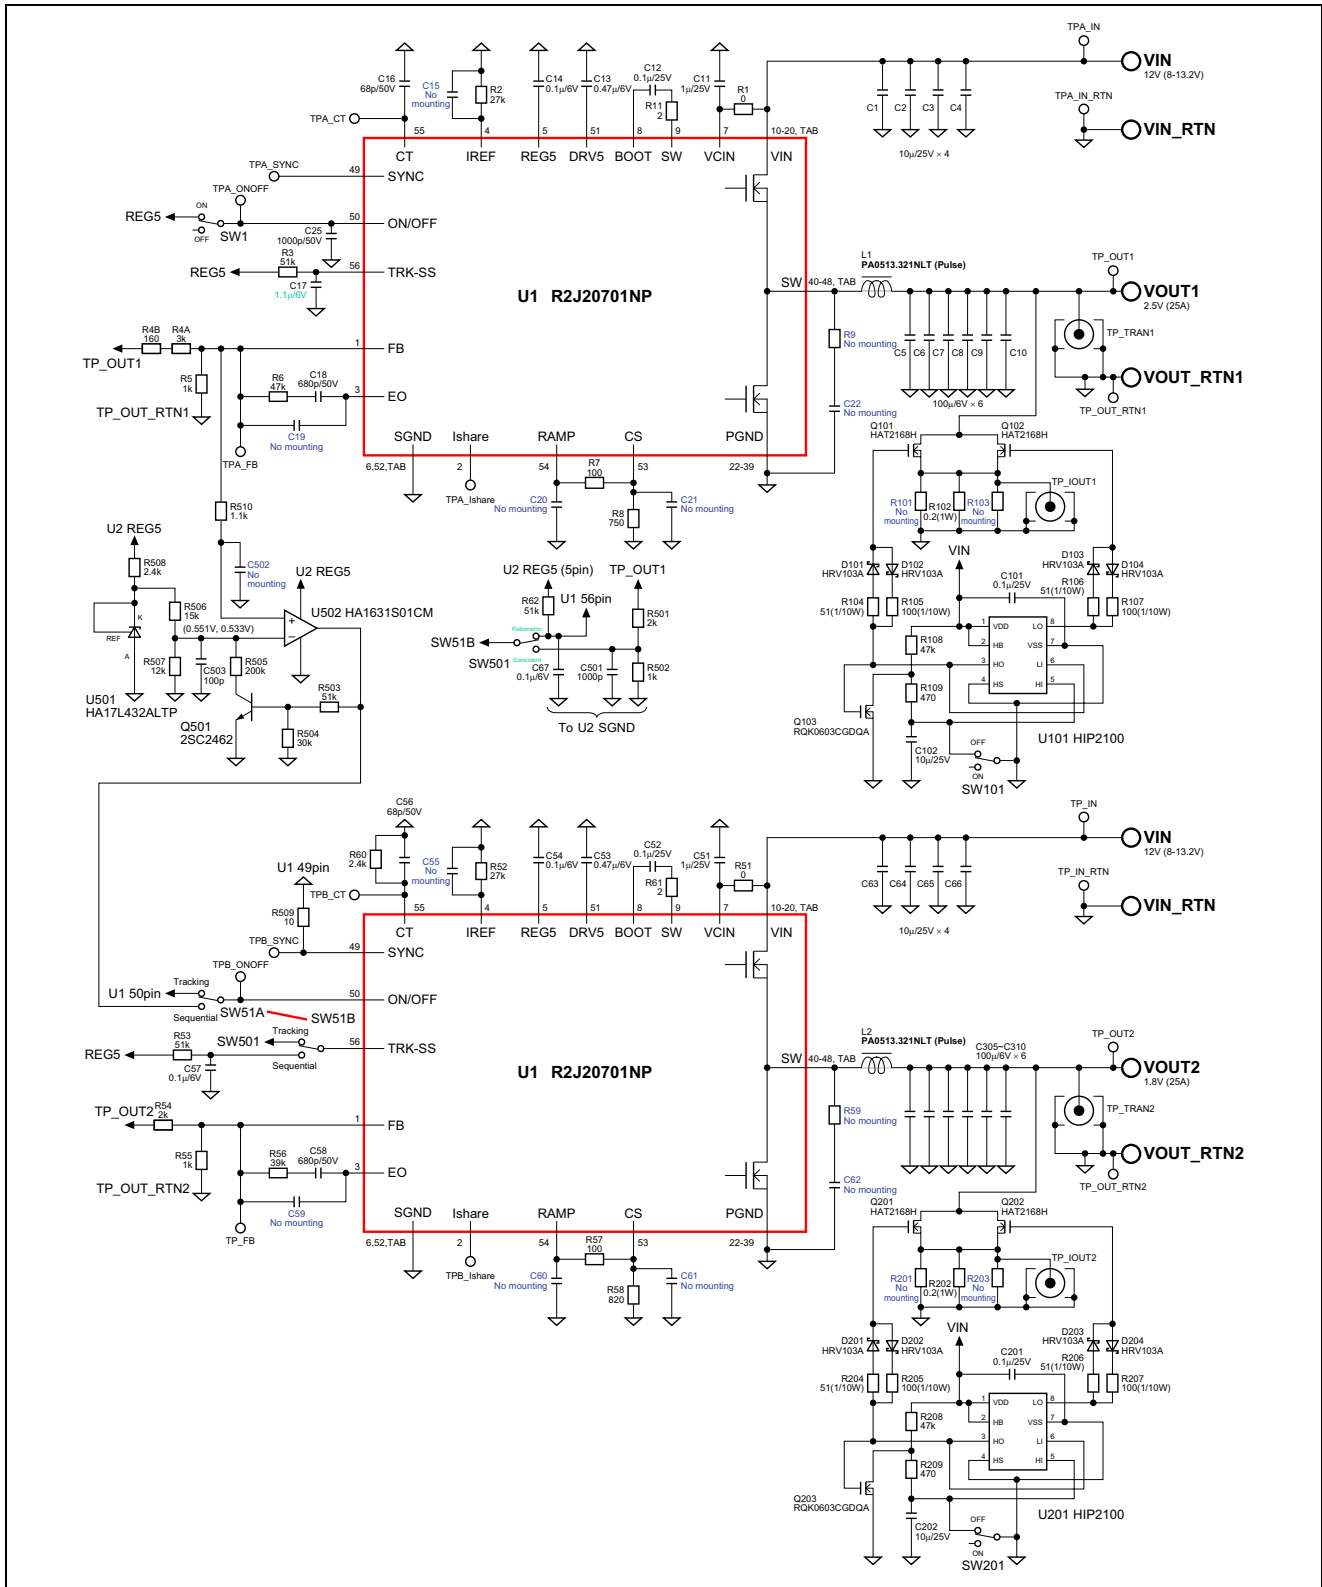 TPA_IN
VIN
12V (8-13.2V)
TPA_IN_RTN
VIN_RTN
C16
68p/50V
C15
No
mounting
R2
27k
C14
0.1μ/6V
C13
0.47μ/6V
C12
0.1μ/25V
R11
2
C11
1μ/25V
R1
0
C1
C2
C3
C4
10μ/25V × 4
TPA_CT
55
4
5
51
8
9
7
10-20, TAB
CT
IREF
REG5
DRV5
BOOT
SW
VCIN
VIN
TPA_SYNC
49
SYNC
TPA_ONOFF
REG5
ON
OFF
SW1
C25
1000p/50V
50
ON/OFF
R3
51k
REG5
56
TRK-SS
C17
1.1μ/6V
U1 R2J20701NP
SW
40-48, TAB
L1
PA0513.321NLT (Pulse)
TP_OUT1
VOUT1
2.5V (25A)
TP_TRAN1
VOUT_RTN1
TP_OUT_RTN1
R9
No mounting
C5
C6
C7
C8
C9
C10
100μ/6V × 6
C22
No mounting
R4B
160
R4A
3k
TP_OUT1
1
FB
R5
1k
TP_OUT_RTN1
R6
47k
C18
680p/50V
3
EO
C19
No mounting
TPA_FB
SGND
Ishare
RAMP
CS
PGND
6,52,TAB
2
54
53
22-39
TPA_Ishare
R7
100
C20
No mounting
R8
750
C21
No mounting
Q101
HAT2168H
Q102
HAT2168H
TP_IOUT1
R101
No
mounting
R102
0.2(1W)
R103
No
mounting
R510
1.1k
U2 REG5
R508
2.4k
C502
No
mounting
U2 REG5
U502 HA1631S01CM
R506
15k
(0.551V, 0.533V)
K
REF
A
+
−
R507
12k
C503
100p
R505
200k
U501
HA17L432ALTP
Q501
2SC2462
R503
51k
R504
30k
U2 REG5 (5pin)
TP_OUT1
R62
51k
U1 56pin
R501
2k
SW51B
Ratiometric
SW501
Coincident
C67
0.1μ/6V
C501
1000p
R502
1k
To U2 SGND
VIN
D101
HRV103A
D102
HRV103A
D103
HRV103A
D104
HRV103A
C101
0.1μ/25V
R104
51(1/10W)
R105
100(1/10W)
R106
51(1/10W)
R107
100(1/10W)
R108
47k
R109
470
1
2
3
4
VDD
HB
HO
HS
LO
VSS
LI
HI
8
7
6
5
Q103
RQK0603CGDQA
C102
10μ/25V
U101 HIP2100
OFF
ON
SW101
TP_IN
VIN
12V (8-13.2V)
TP_IN_RTN
VIN_RTN
C56
68p/50V
R60
2.4k
C55
No
mounting
R52
27k
C54
0.1μ/6V
C53
0.47μ/6V
C52
0.1μ/25V
R61
2
C51
1μ/25V
R51
0
C63
C64
C65
C66
10μ/25V × 4
U1 49pin
R509
10
TPB_CT
55
4
5
51
8
9
7
10-20, TAB
CT
IREF
REG5
DRV5
BOOT
SW
VCIN
VIN
TPB_SYNC
49
SYNC
TPB_ONOFF
Tracking
U1 50pin
Sequential
SW51A
SW51B
50
ON/OFF
R53
51k
SW501
Tracking
REG5
Sequential
56
TRK-SS
C57
0.1μ/6V
U1 R2J20701NP
SW
40-48, TAB
L2
PA0513.321NLT (Pulse)
C305~C310
100μ/6V × 6
TP_OUT2
VOUT2
1.8V (25A)
TP_TRAN2
VOUT_RTN2
TP_OUT_RTN2
R59
No mounting
C62
No mounting
TP_OUT2
R54
2k
1
FB
R55
1k
TP_OUT_RTN2
R56
39k
C58
680p/50V
3
EO
C59
No mounting
TP_FB
SGND
Ishare
RAMP
CS
PGND
6,52,TAB
2
54
53
22-39
TPB_Ishare
R57
100
C60
No mounting
R58
820
C61
No mounting
Q201
HAT2168H
Q202
HAT2168H
TP_IOUT2
R201
No
mounting
R202
0.2(1W)
R203
No
mounting
VIN
D201
HRV103A
D202
HRV103A
D203
HRV103A
D204
HRV103A
C201
0.1μ/25V
R204
51(1/10W)
R205
100(1/10W)
R206
51(1/10W)
R207
100(1/10W)
R208
47k
R209
470
1
2
3
4
VDD
HB
HO
HS
LO
VSS
LI
HI
8
7
6
5
Q203
RQK0603CGDQA
C202
10μ/25V
U201 HIP2100
OFF
ON
SW201